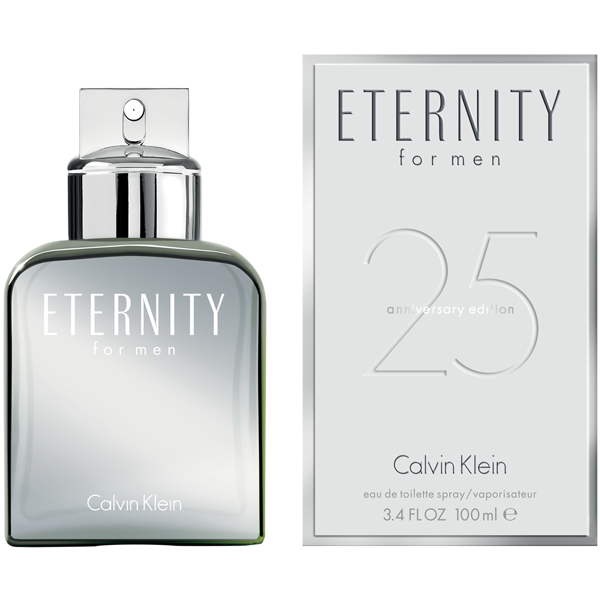 ETERNITY
for men
Calvin Klein
ETERNITY
for men
25
anniversary edition
Calvin Klein
eau de toilette spray/vaporisateur
3.4 FL OZ 100 ml ℮